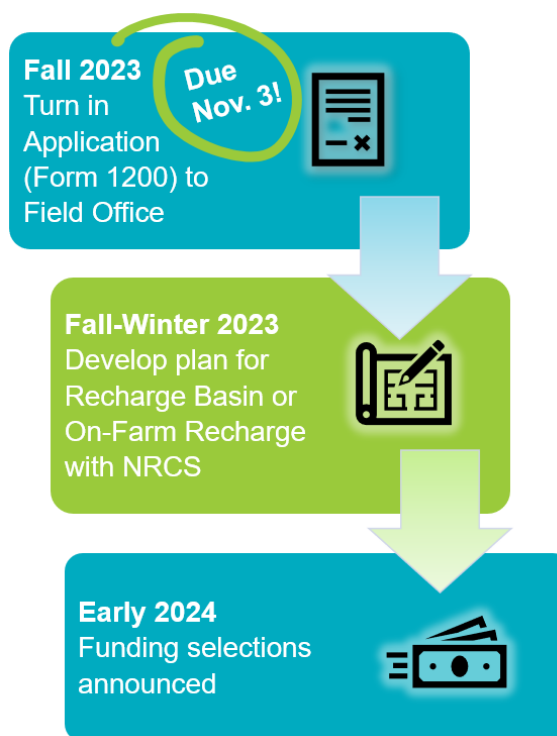 Fall 2023
Due
Nov. 3!
Turn in
Application
(Form 1200) to
Field Office
Fall-Winter 2023
Develop plan for
Recharge Basin or
On-Farm Recharge
with NRCS
Early 2024
Funding selections
announced